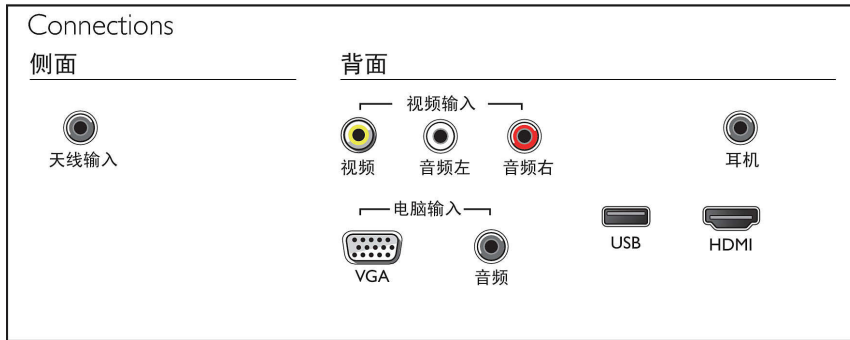 Connections
侧面
背面
天线输入
视频输入
视频
音频左
音频右
耳机
电脑输入
VGA
音频
USB
HDMI